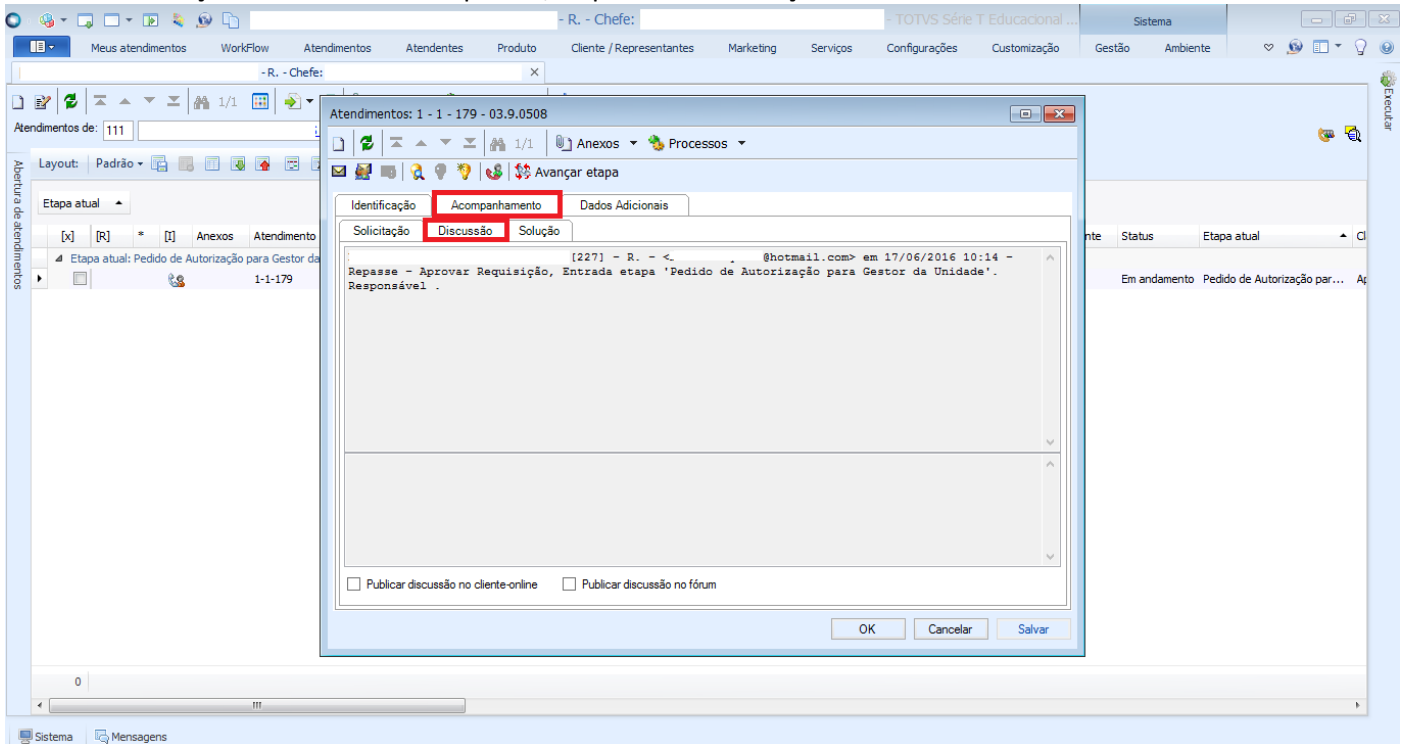 - R. - Chefe: - TOTVS Série T Educacional ... Sistema
Meus atendimentos WorkFlow Atendimentos Atendentes Produto Cliente / Representantes Marketing Serviços Configurações Customização Gestão Ambiente
- R. - Chefe:
1/1
Executar
Atendimentos de: 111
Atendimentos: 1 - 1 - 179 - 03.9.0508
1/1 Anexos Processos
Layout: Padrão
Avançar etapa
Abertura de atendimentos
Etapa atual
Identificação Acompanhamento Dados Adicionais
Solicitação Discussão Solução
[x] [R] * [I] Anexos Atendimento nte Status Etapa atual Cl
Etapa atual: Pedido de Autorização para Gestor da
1-1-179 Em andamento Pedido de Autorização par... Ap
[227] - R. - < @hotmail.com> em 17/06/2016 10:14 -
Repasse - Aprovar Requisição, Entrada etapa 'Pedido de Autorização para Gestor da Unidade'.
Responsável .
Publicar discussão no cliente-online Publicar discussão no fórum
OK Cancelar Salvar
0
Sistema Mensagens